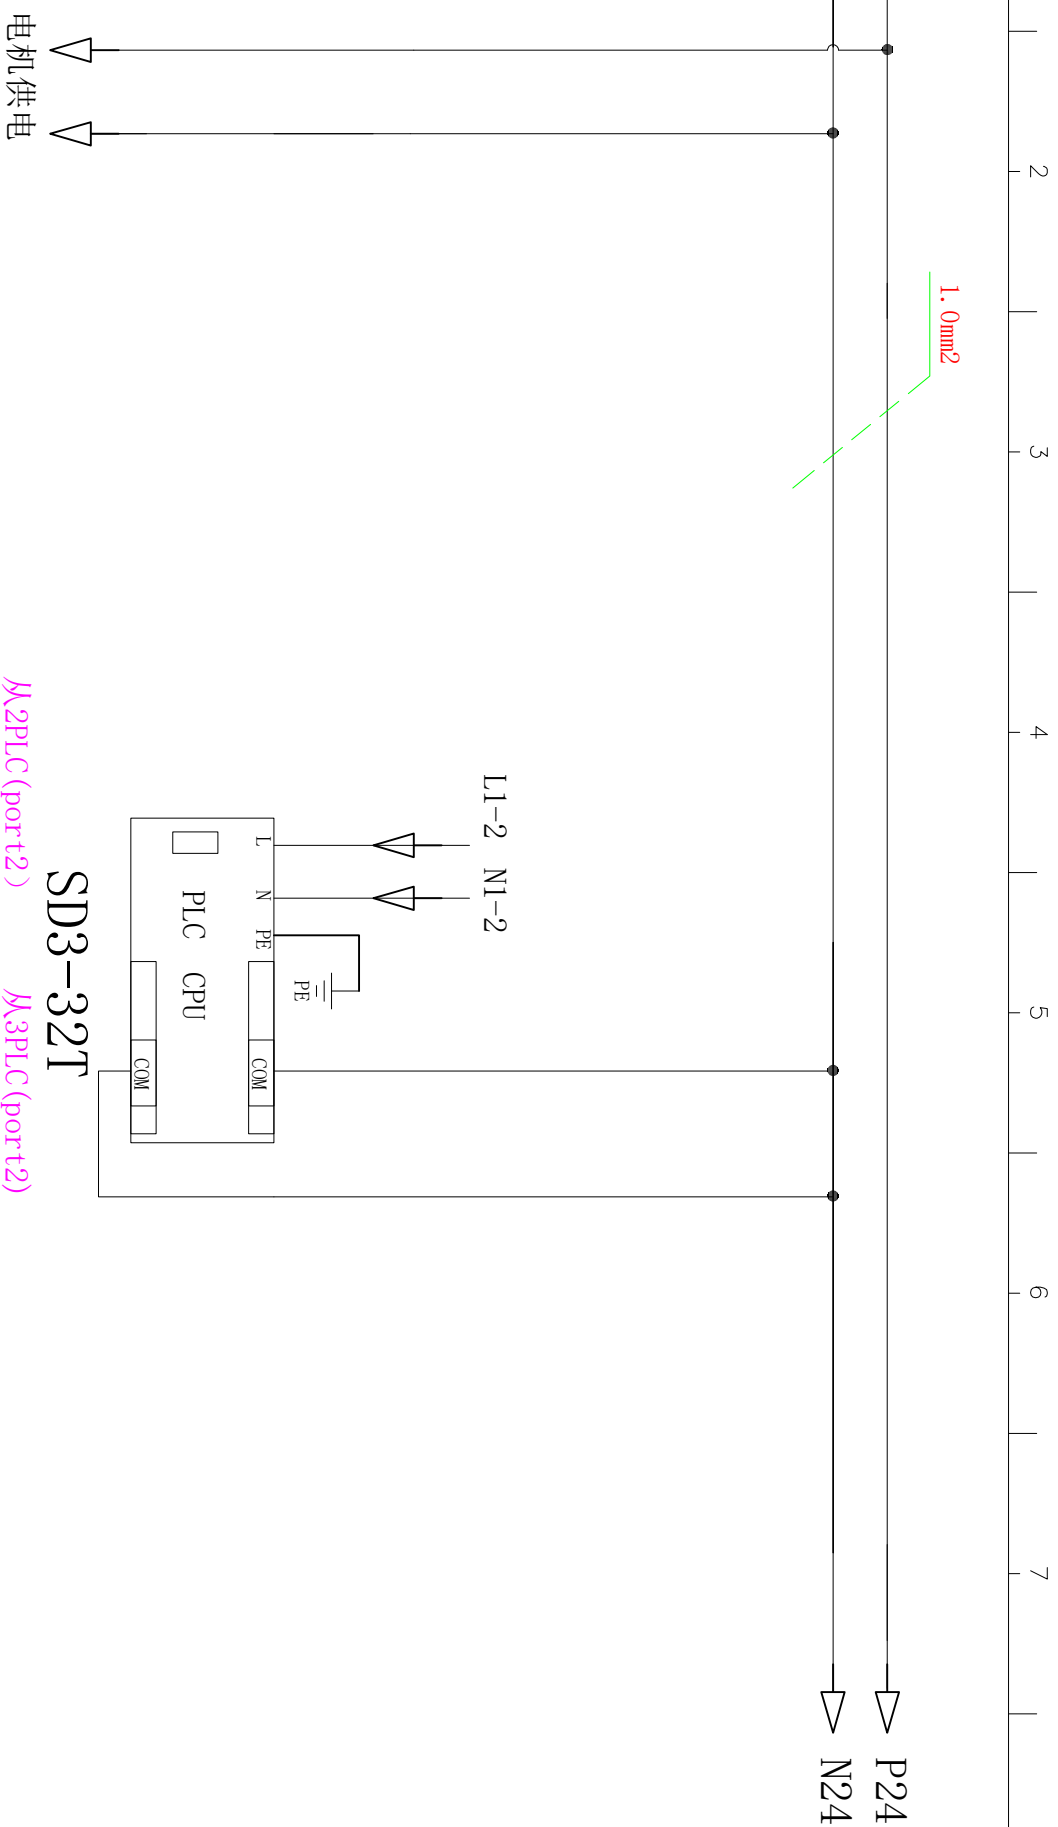 2
3
4
5
6
7
1.0mm2
P24
N24
L1-2 N1-2
PE
L N PE COM
PLC CPU
COM
SD3-32T
电机供电
从2PLC(port2) 从3PLC(port2)